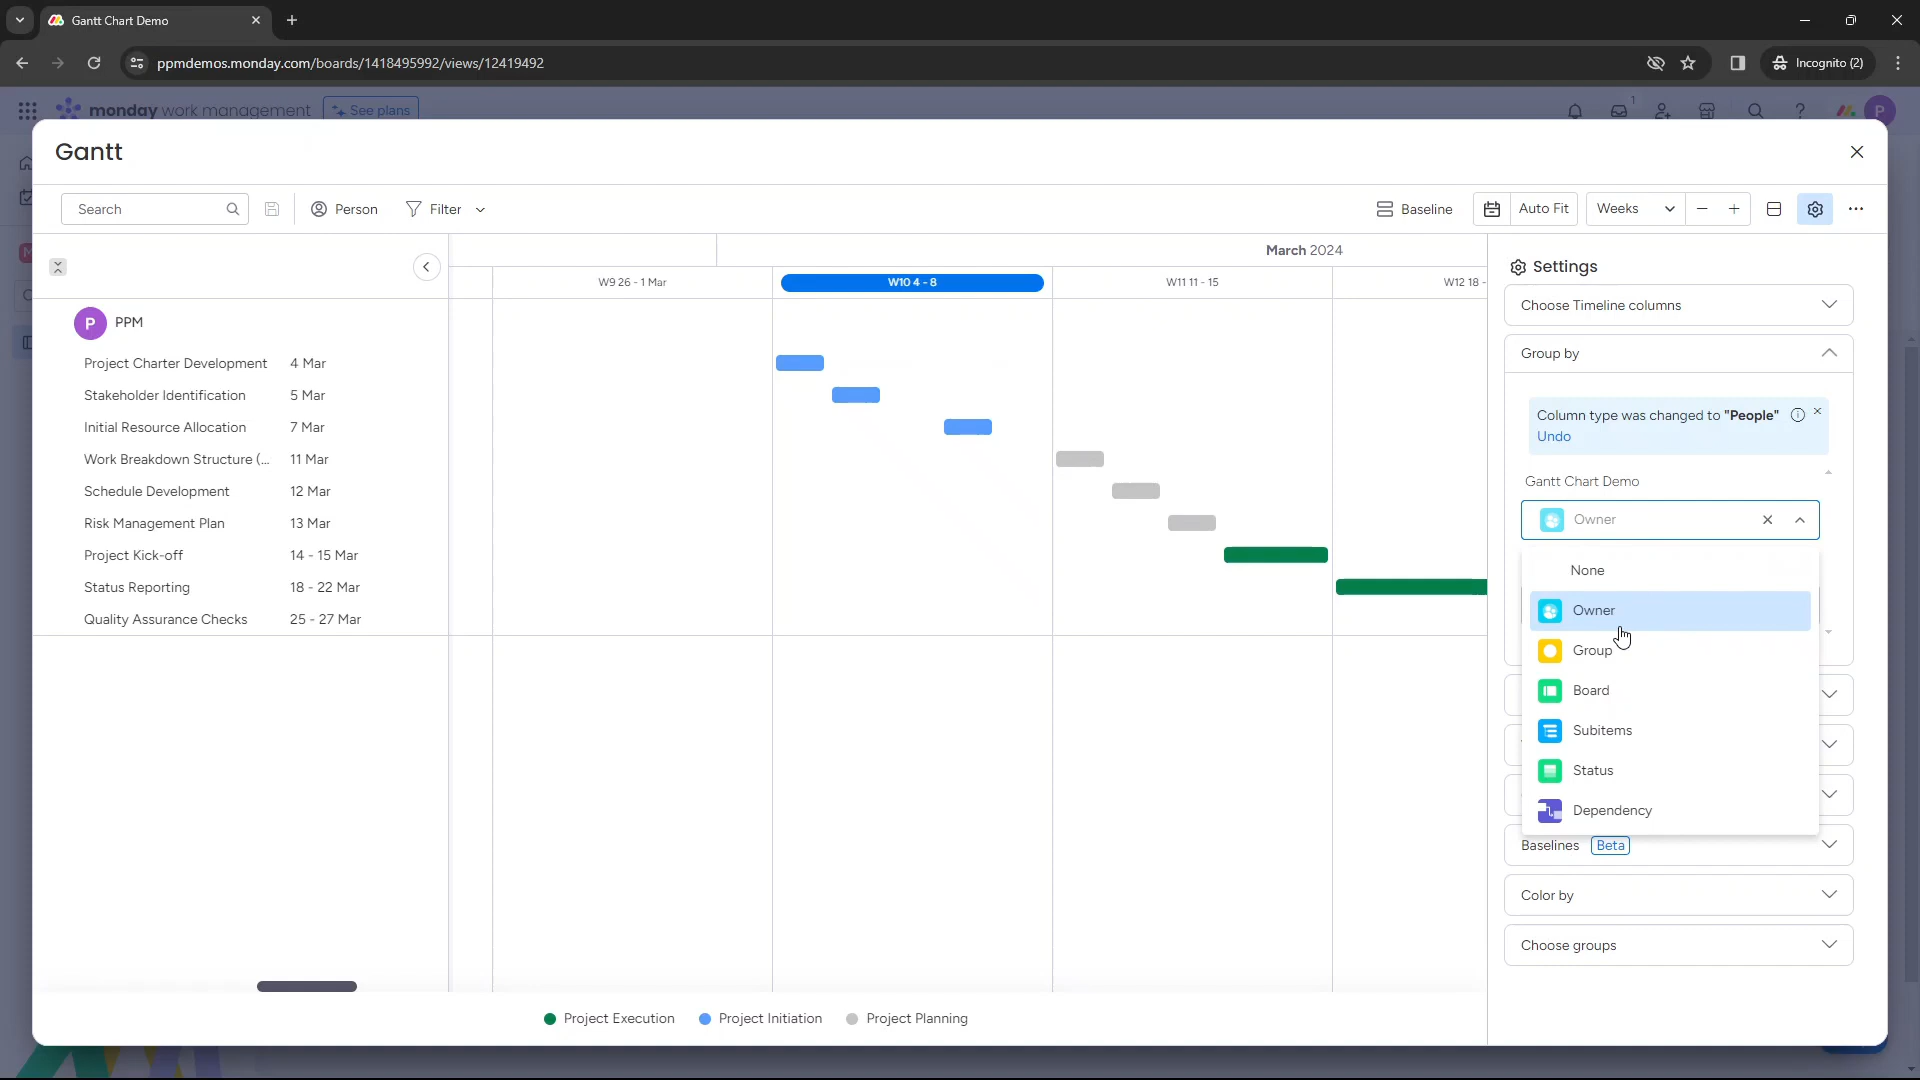 Gantt Chart Demo
ppmdemos.monday.com/boards/1418495992/views/12419492
Incognito (2)
monday work management
See plans
1
P
Gantt
Search
Person
Filter
Baseline
Auto Fit
Weeks
March 2024
W9 26 - 1 Mar
W10 4 - 8
W11 11 - 15
W12 18 -
P PPM
Project Charter Development 4 Mar
Stakeholder Identification 5 Mar
Initial Resource Allocation 7 Mar
Work Breakdown Structure (... 11 Mar
Schedule Development 12 Mar
Risk Management Plan 13 Mar
Project Kick-off 14 - 15 Mar
Status Reporting 18 - 22 Mar
Quality Assurance Checks 25 - 27 Mar
Project Execution
Project Initiation
Project Planning
Settings
Choose Timeline columns
Group by
Column type was changed to "People"
Undo
Gantt Chart Demo
Owner
None
Owner
Group
Board
Subitems
Status
Dependency
Baselines Beta
Color by
Choose groups